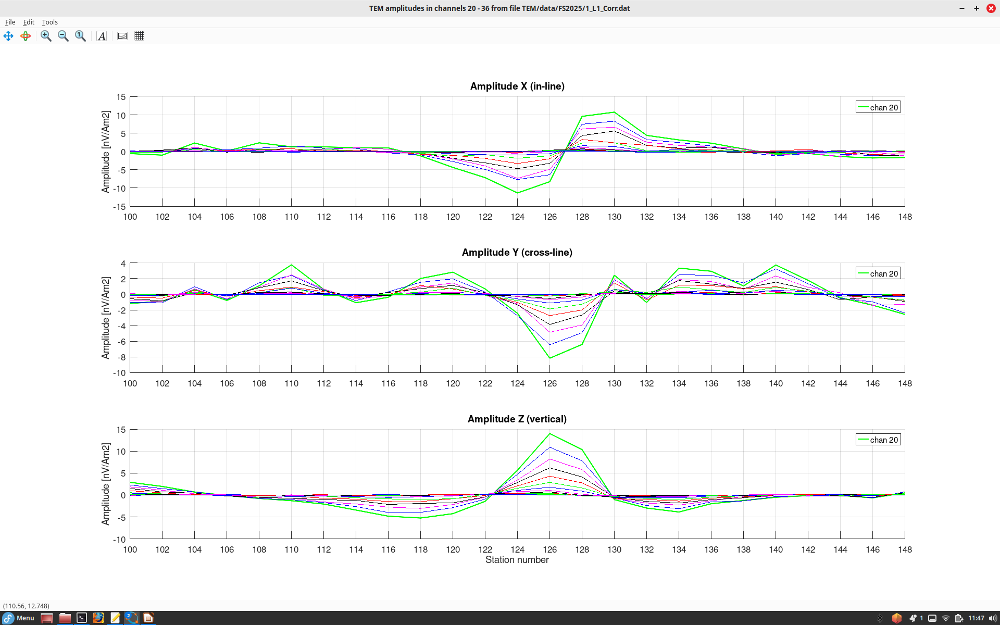 TEM amplitudes in channels 20 - 36 from file TEM/data/FS2025/1_L1_Corr.dat
File Edit Tools
1 A
Amplitude X (in-line)
Amplitude [nV/Am2]
15
10
5
0
-5
-10
-15
chan 20
100 102 104 106 108 110 112 114 116 118 120 122 124 126 128 130 132 134 136 138 140 142 144 146 148
Amplitude Y (cross-line)
Amplitude [nV/Am2]
4
2
0
-2
-4
-6
-8
-10
chan 20
100 102 104 106 108 110 112 114 116 118 120 122 124 126 128 130 132 134 136 138 140 142 144 146 148
Amplitude Z (vertical)
Amplitude [nV/Am2]
15
10
5
0
-5
-10
chan 20
100 102 104 106 108 110 112 114 116 118 120 122 124 126 128 130 132 134 136 138 140 142 144 146 148
Station number
(110.56, 12.748)
Menu 2 1 11:47